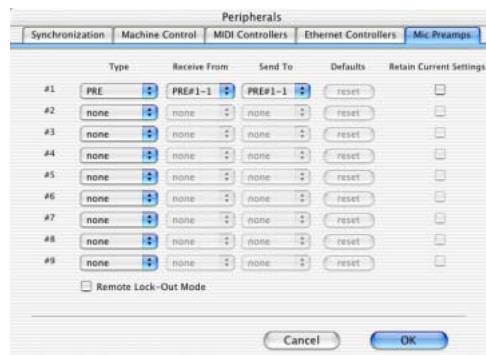 Peripherals
Synchronization Machine Control MIDI Controllers Ethernet Controllers Mic Preamps
Type Receive From Send To Defaults Retain Current Settings
#1 PRE PRE#1-1 PRE#1-1 reset
#2 none none none reset
#3 none none none reset
#4 none none none reset
#5 none none none reset
#6 none none none reset
#7 none none none reset
#8 none none none reset
#9 none none none reset
Remote Lock-Out Mode
Cancel OK